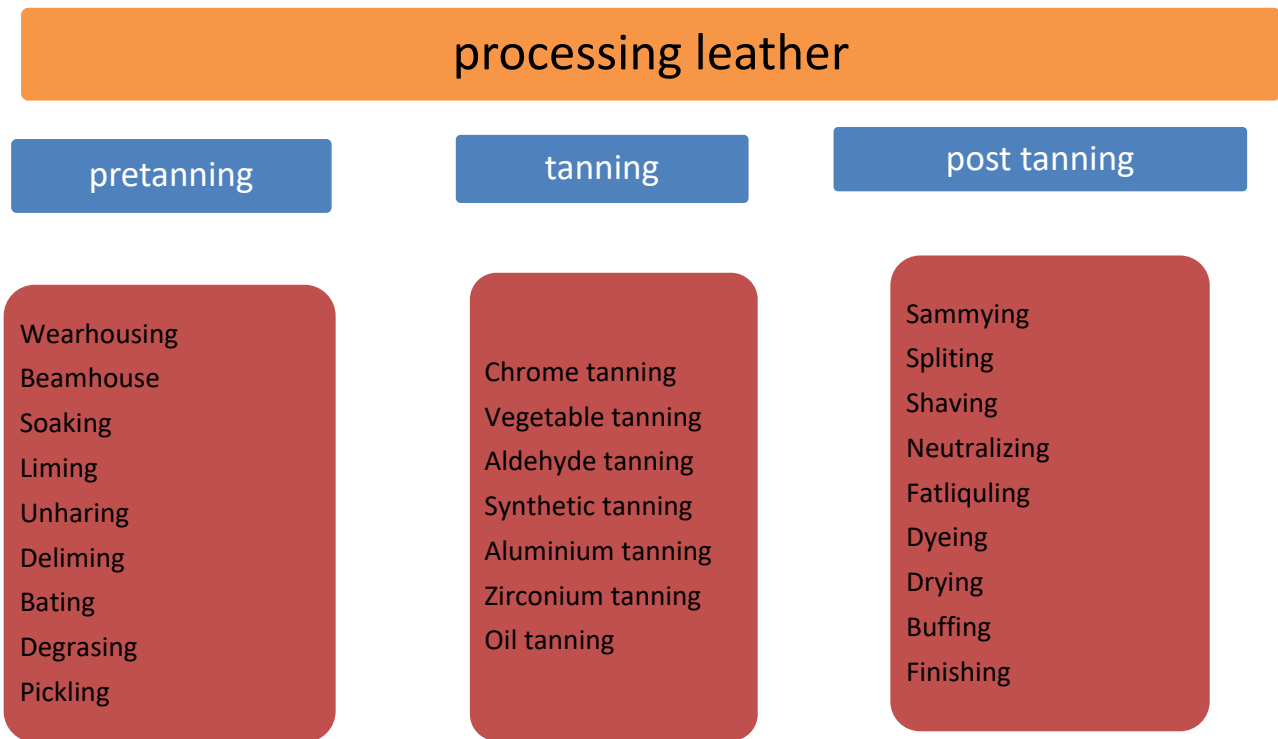 processing leather
pretanning
tanning
post tanning
Wearhousing
Beamhouse
Soaking
Liming
Unharing
Deliming
Bating
Degrasing
Pickling
Chrome tanning
Vegetable tanning
Aldehyde tanning
Synthetic tanning
Aluminium tanning
Zirconium tanning
Oil tanning
Sammying
Spliting
Shaving
Neutralizing
Fatliquling
Dyeing
Drying
Buffing
Finishing